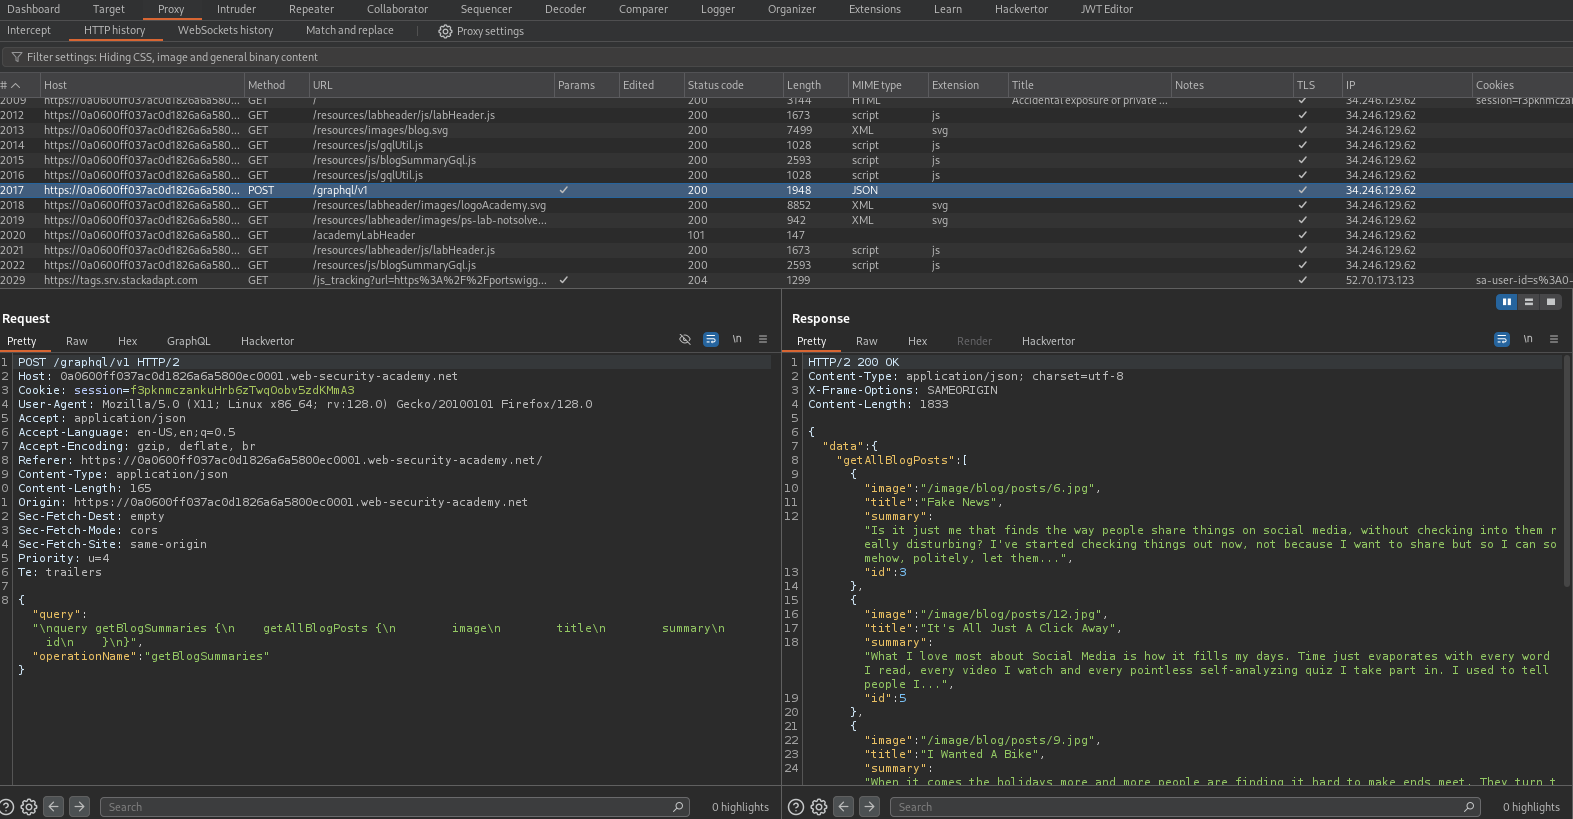 Dashboard Target Proxy Intruder Repeater Collaborator Sequencer Decoder Comparer Logger Organizer Extensions Learn Hackvertor JWT Editor
Intercept HTTP history WebSockets history Match and replace Proxy settings
Filter settings: Hiding CSS, image and general binary content
# Host Method URL Params Edited Status code Length MIME type Extension Title Notes TLS IP Cookies
2009 https://0a0600ff037ac0d1826a6a580... GET / 200 3144 HTML Accidental exposure of private ... ✓ 34.246.129.62 session=f3pknmczan
2012 https://0a0600ff037ac0d1826a6a580... GET /resources/labheader/js/labHeader.js 200 1673 script js ✓ 34.246.129.62
2013 https://0a0600ff037ac0d1826a6a580... GET /resources/images/blog.svg 200 7499 XML svg ✓ 34.246.129.62
2014 https://0a0600ff037ac0d1826a6a580... GET /resources/js/gqlUtil.js 200 1028 script js ✓ 34.246.129.62
2015 https://0a0600ff037ac0d1826a6a580... GET /resources/js/blogSummaryGql.js 200 2593 script js ✓ 34.246.129.62
2016 https://0a0600ff037ac0d1826a6a580... GET /resources/js/gqlUtil.js 200 1028 script js ✓ 34.246.129.62
2017 https://0a0600ff037ac0d1826a6a580... POST /graphql/v1 ✓ 200 1948 JSON ✓ 34.246.129.62
2018 https://0a0600ff037ac0d1826a6a580... GET /resources/labheader/images/logoAcademy.svg 200 8852 XML svg ✓ 34.246.129.62
2019 https://0a0600ff037ac0d1826a6a580... GET /resources/labheader/images/ps-lab-notsolve... 200 942 XML svg ✓ 34.246.129.62
2020 https://0a0600ff037ac0d1826a6a580... GET /academyLabHeader 101 147 ✓ 34.246.129.62
2021 https://0a0600ff037ac0d1826a6a580... GET /resources/labheader/js/labHeader.js 200 1673 script js ✓ 34.246.129.62
2022 https://0a0600ff037ac0d1826a6a580... GET /resources/js/blogSummaryGql.js 200 2593 script js ✓ 34.246.129.62
2029 https://tags.srv.stackadapt.com GET /js_tracking?url=https%3A%2F%2Fportswigg... ✓ 204 1299 ✓ 52.70.173.123 sa-user-id=s%3A0-
Request
Pretty Raw Hex GraphQL Hackvertor \n
1 POST /graphql/v1 HTTP/2
2 Host: 0a0600ff037ac0d1826a6a5800ec0001.web-security-academy.net
3 Cookie: session=f3pknmczankuHrb6zTwqOobv5zdKMmA3
4 User-Agent: Mozilla/5.0 (X11; Linux x86_64; rv:128.0) Gecko/20100101 Firefox/128.0
5 Accept: application/json
6 Accept-Language: en-US,en;q=0.5
7 Accept-Encoding: gzip, deflate, br
8 Referer: https://0a0600ff037ac0d1826a6a5800ec0001.web-security-academy.net/
9 Content-Type: application/json
0 Content-Length: 165
1 Origin: https://0a0600ff037ac0d1826a6a5800ec0001.web-security-academy.net
2 Sec-Fetch-Dest: empty
3 Sec-Fetch-Mode: cors
4 Sec-Fetch-Site: same-origin
5 Priority: u=4
6 Te: trailers
7
8 {
"query":
"\nquery getBlogSummaries {\n    getAllBlogPosts {\n        image\n        title\n        summary\n
id\n    }\n}",
"operationName":"getBlogSummaries"
}
Search 0 highlights
Response
Pretty Raw Hex Render Hackvertor \n
1 HTTP/2 200 OK
2 Content-Type: application/json; charset=utf-8
3 X-Frame-Options: SAMEORIGIN
4 Content-Length: 1833
5
6 {
7 "data":{
8 "getAllBlogPosts":[
9 {
10 "image":"/image/blog/posts/6.jpg",
11 "title":"Fake News",
12 "summary":
"Is it just me that finds the way people share things on social media, without checking into them r
eally disturbing? I've started checking things out now, not because I want to share but so I can so
mehow, politely, let them...",
13 "id":3
14 },
15 {
16 "image":"/image/blog/posts/12.jpg",
17 "title":"It's All Just A Click Away",
18 "summary":
"What I love most about Social Media is how it fills my days. Time just evaporates with every word
I read, every video I watch and every pointless self-analyzing quiz I take part in. I used to tell
people I...",
19 "id":5
20 },
21 {
22 "image":"/image/blog/posts/9.jpg",
23 "title":"I Wanted A Bike",
24 "summary":
"When it comes the holidays more and more people are finding it hard to make ends meet. They turn t
Search 0 highlights